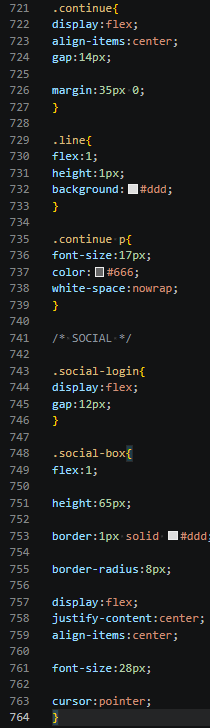 721 .continue{
722 display:flex;
723 align-items:center;
724 gap:14px;
725
726 margin:35px 0;
727 }
728
729 .line{
730 flex:1;
731 height:1px;
732 background:#ddd;
733 }
734
735 .continue p{
736 font-size:17px;
737 color:#666;
738 white-space:nowrap;
739 }
740
741 /* SOCIAL */
742
743 .social-login{
744 display:flex;
745 gap:12px;
746 }
747
748 .social-box{
749 flex:1;
750
751 height:65px;
752
753 border:1px solid #ddd;
754
755 border-radius:8px;
756
757 display:flex;
758 justify-content:center;
759 align-items:center;
760
761 font-size:28px;
762
763 cursor:pointer;
764 }